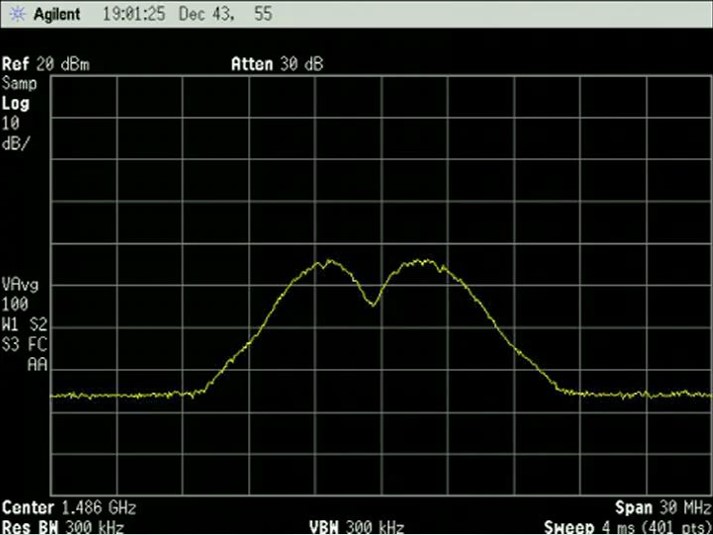 Agilent 19:01:25 Dec 43, 55
Ref 20 dBm Atten 30 dB
Samp
Log
10
dB/
VAvg
100
W1 S2
S3 FC
AA
Center 1.486 GHz Span 30 MHz
Res BW 300 kHz VBW 300 kHz Sweep 4 ms (401 pts)